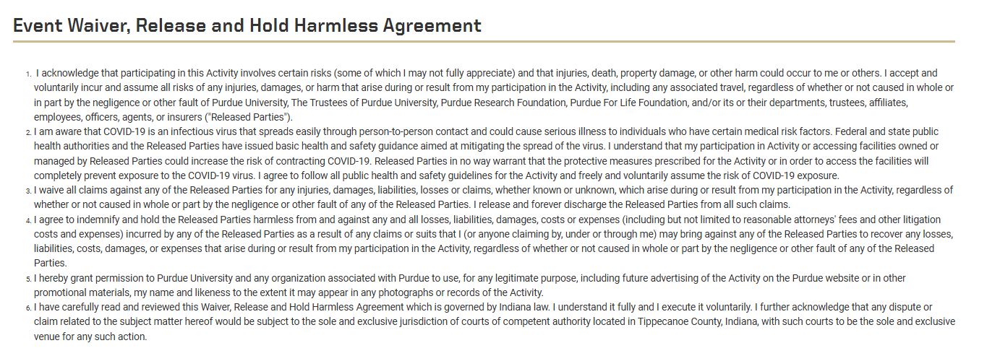 Event Waiver, Release and Hold Harmless Agreement
1. I acknowledge that participating in this Activity involves certain risks (some of which I may not fully appreciate) and that injuries, death, property damage, or other harm could occur to me or others. I accept and
voluntarily incur and assume all risks of any injuries, damages, or harm that arise during or result from my participation in the Activity, including any associated travel, regardless of whether or not caused in whole or
in part by the negligence or other fault of Purdue University, The Trustees of Purdue University, Purdue Research Foundation, Purdue For Life Foundation, and/or its or their departments, trustees, affiliates,
employees, officers, agents, or insurers ("Released Parties").
2. I am aware that COVID-19 is an infectious virus that spreads easily through person-to-person contact and could cause serious illness to individuals who have certain medical risk factors. Federal and state public
health authorities and the Released Parties have issued basic health and safety guidance aimed at mitigating the spread of the virus. I understand that my participation in Activity or accessing facilities owned or
managed by Released Parties could increase the risk of contracting COVID-19. Released Parties in no way warrant that the protective measures prescribed for the Activity or in order to access the facilities will
completely prevent exposure to the COVID-19 virus. I agree to follow all public health and safety guidelines for the Activity and freely and voluntarily assume the risk of COVID-19 exposure.
3. I waive all claims against any of the Released Parties for any injuries, damages, liabilities, losses or claims, whether known or unknown, which arise during or result from my participation in the Activity, regardless of
whether or not caused in whole or part by the negligence or other fault of any of the Released Parties. I release and forever discharge the Released Parties from all such claims.
4. I agree to indemnify and hold the Released Parties harmless from and against any and all losses, liabilities, damages, costs or expenses (including but not limited to reasonable attorneys' fees and other litigation
costs and expenses) incurred by any of the Released Parties as a result of any claims or suits that I (or anyone claiming by, under or through me) may bring against any of the Released Parties to recover any losses,
liabilities, costs, damages, or expenses that arise during or result from my participation in the Activity, regardless of whether or not caused in whole or part by the negligence or other fault of any of the Released
Parties.
5. I hereby grant permission to Purdue University and any organization associated with Purdue to use, for any legitimate purpose, including future advertising of the Activity on the Purdue website or in other
promotional materials, my name and likeness to the extent it may appear in any photographs or records of the Activity.
6. I have carefully read and reviewed this Waiver, Release and Hold Harmless Agreement which is governed by Indiana law. I understand it fully and I execute it voluntarily. I further acknowledge that any dispute or
claim related to the subject matter hereof would be subject to the sole and exclusive jurisdiction of courts of competent authority located in Tippecanoe County, Indiana, with such courts to be the sole and exclusive
venue for any such action.